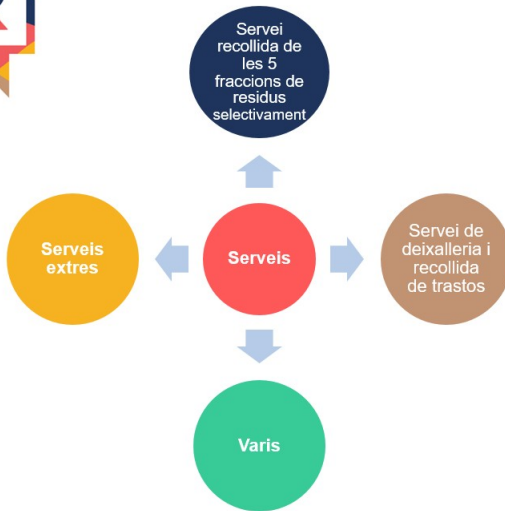 Servei
recollida de
les 5
fraccions de
residus
selectivament
Serveis
extres
Serveis
Servei de
deixalleria i
recollida
de trastos
Varis